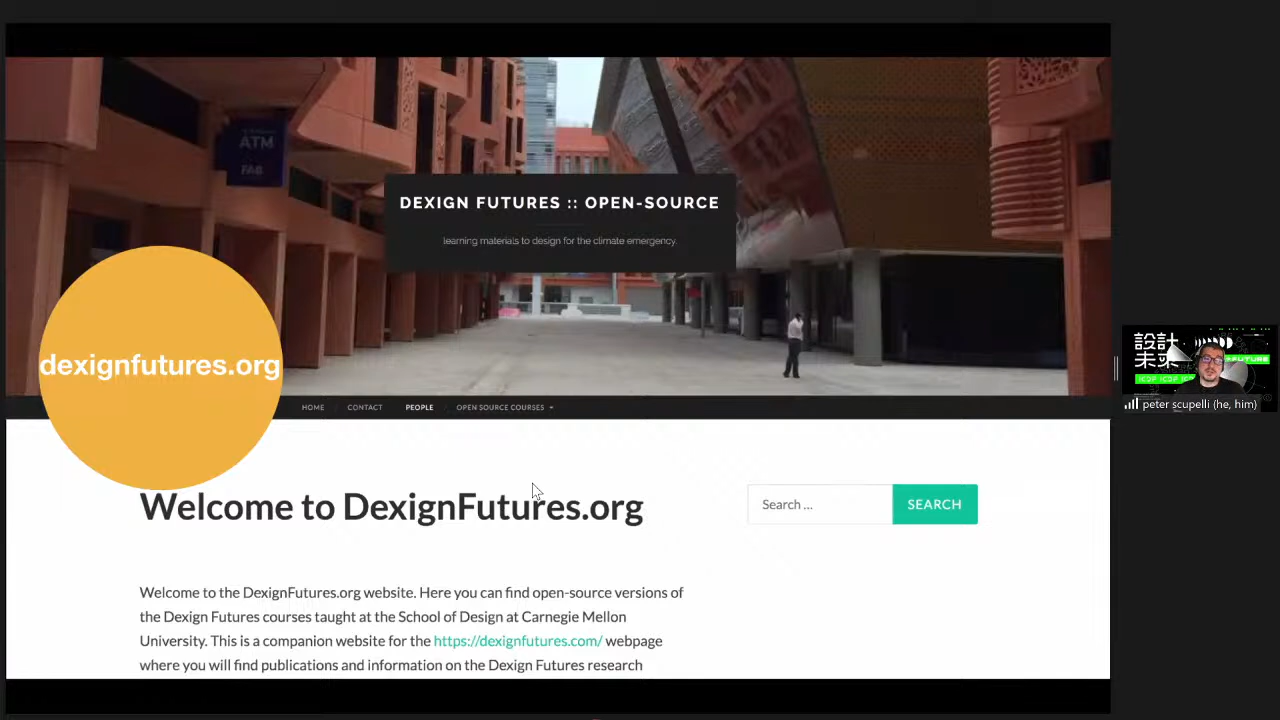 ATM
FAB
DEXIGN FUTURES :: OPEN-SOURCE
learning materials to design for the climate emergency.
dexignfutures.org
HOME
CONTACT
PEOPLE
OPEN SOURCE COURSES
Welcome to DexignFutures.org
Search ...
SEARCH
Welcome to the DexignFutures.org website. Here you can find open-source versions of
the Dexign Futures courses taught at the School of Design at Carnegie Mellon
University. This is a companion website for the https://dexignfutures.com/ webpage
where you will find publications and information on the Dexign Futures research
設計
未來
FUTURE
ICDF ICDF
peter scupelli (he, him)